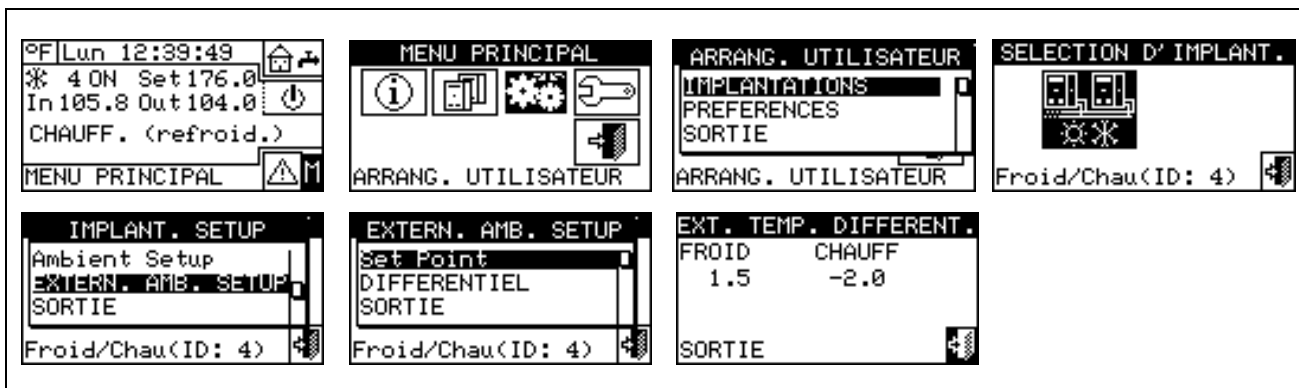 ºF Lun 12:39:49
4 ON Set 176.0
In 105.8 Out 104.0
CHAUFF. (refroid.)
MENU PRINCIPAL M
MENU PRINCIPAL
i
ARRANG. UTILISATEUR
ARRANG. UTILISATEUR
IMPLANTATIONS
PREFERENCES
SORTIE
ARRANG. UTILISATEUR
SELECTION D'IMPLANT.
Froid/Chau(ID: 4)
IMPLANT. SETUP
Ambient Setup
EXTERN. AMB. SETUP
SORTIE
Froid/Chau(ID: 4)
EXTERN. AMB. SETUP
Set Point
DIFFERENTIEL
SORTIE
Froid/Chau(ID: 4)
EXT. TEMP. DIFFERENT.
FROID CHAUFF
1.5 -2.0
SORTIE